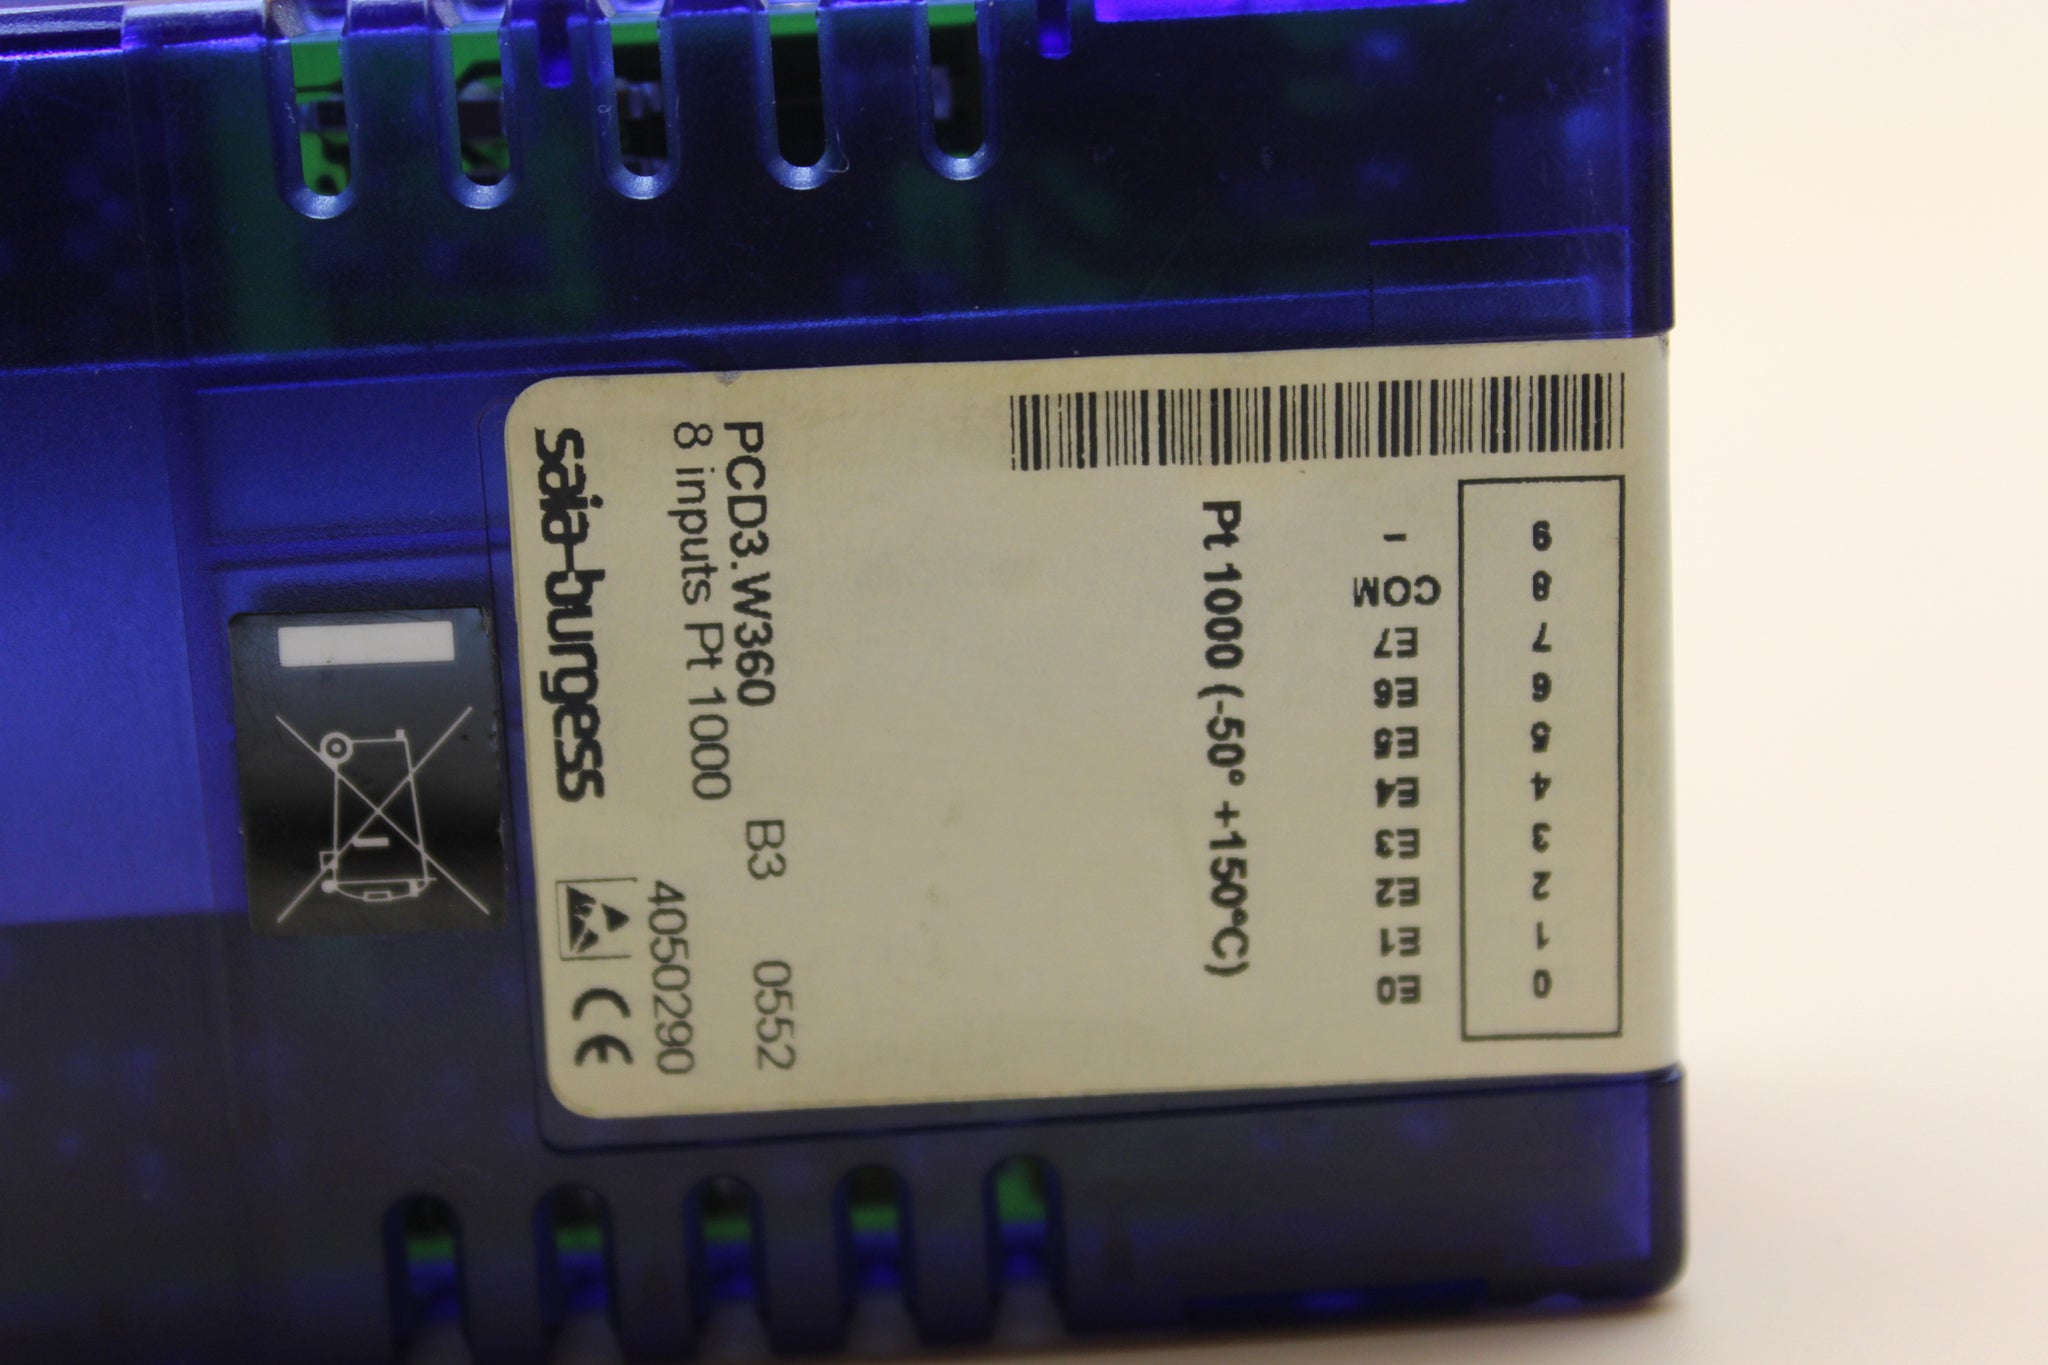 saia-burgess
CE
8 inputs Pt 1000
40502290
PCD3.W360 B3 0552
Pt 1000 (-50° +150°C)
- COM E7 E6 E5 E4 E3 E2 E1 E0
9 8 7 6 5 4 3 2 1 0